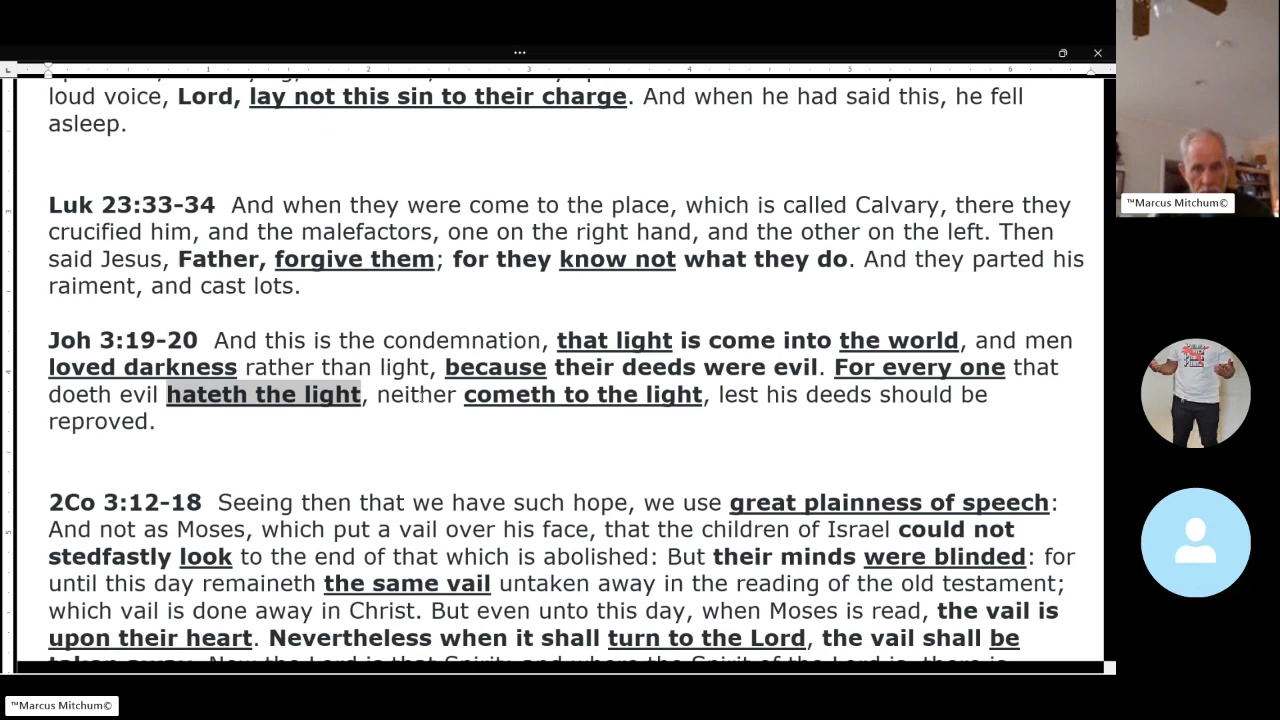 loud voice, Lord, lay not this sin to their charge. And when he had said this, he fell
asleep.
Luk 23:33-34 And when they were come to the place, which is called Calvary, there they
crucified him, and the malefactors, one on the right hand, and the other on the left. Then
said Jesus, Father, forgive them; for they know not what they do. And they parted his
raiment, and cast lots.
Joh 3:19-20 And this is the condemnation, that light is come into the world, and men
loved darkness rather than light, because their deeds were evil. For every one that
doeth evil hateth the light, neither cometh to the light, lest his deeds should be
reproved.
2Co 3:12-18 Seeing then that we have such hope, we use great plainness of speech:
And not as Moses, which put a vail over his face, that the children of Israel could not
stedfastly look to the end of that which is abolished: But their minds were blinded: for
until this day remaineth the same vail untaken away in the reading of the old testament;
which vail is done away in Christ. But even unto this day, when Moses is read, the vail is
upon their heart. Nevertheless when it shall turn to the Lord, the vail shall be
™Marcus Mitchum©
™Marcus Mitchum©